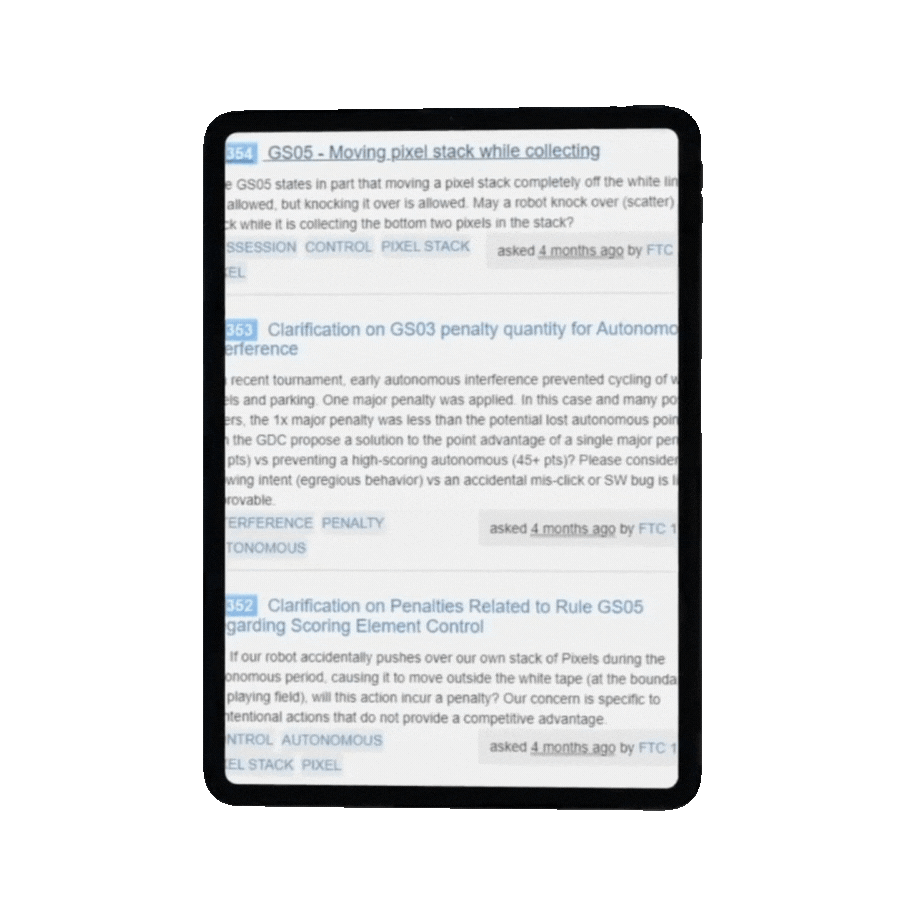 354 GS05 - Moving pixel stack while collecting
e GS05 states in part that moving a pixel stack completely off the white lin
allowed, but knocking it over is allowed. May a robot knock over (scatter)
ck while it is collecting the bottom two pixels in the stack?
SSESSION CONTROL PIXEL STACK
asked 4 months ago by FTC
EL
353 Clarification on GS03 penalty quantity for Autonomo
erference
recent tournament, early autonomous interference prevented cycling of w
els and parking. One major penalty was applied. In this case and many po
ers, the 1x major penalty was less than the potential lost autonomous poin
the GDC propose a solution to the point advantage of a single major pen
pts) vs preventing a high-scoring autonomous (45+ pts)? Please consider
wing intent (egregious behavior) vs an accidental mis-click or SW bug is li
rovable.
ERFERENCE PENALTY
asked 4 months ago by FTC 1
TONOMOUS
352 Clarification on Penalties Related to Rule GS05
garding Scoring Element Control
If our robot accidentally pushes over our own stack of Pixels during the
onomous period, causing it to move outside the white tape (at the bounda
playing field), will this action incur a penalty? Our concern is specific to
ntentional actions that do not provide a competitive advantage.
NTROL AUTONOMOUS
asked 4 months ago by FTC 1
EL STACK PIXEL